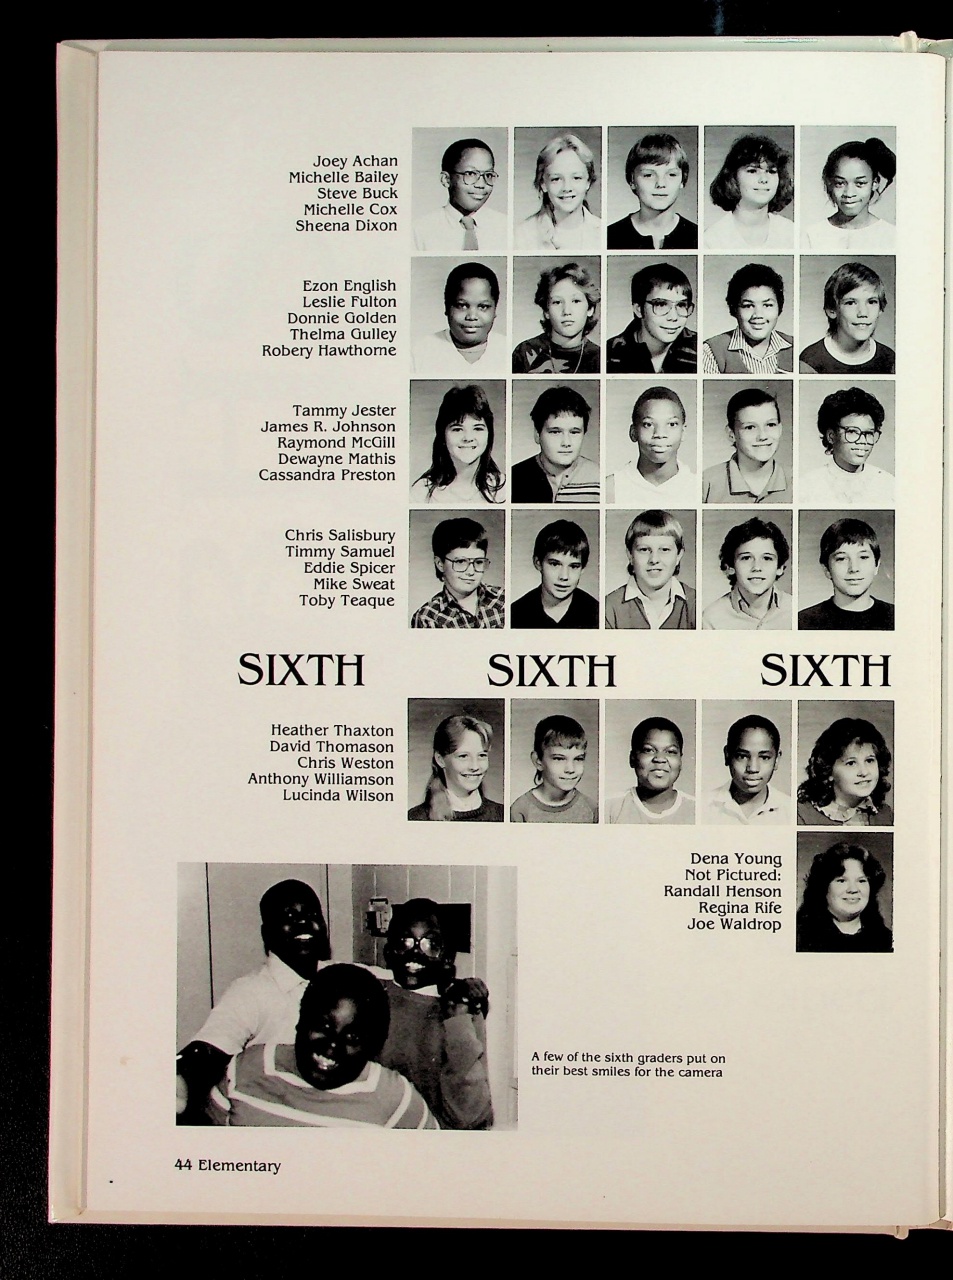 Joey Achan
Michelle Bailey
Steve Buck
Michelle Cox
Sheena Dixon
Ezon English
Leslie Fulton
Donnie Golden
Thelma Gulley
Robery Hawthorne
Tammy Jester
James R. Johnson
Raymond McGill
Dewayne Mathis
Cassandra Preston
Chris Salisbury
Timmy Samuel
Eddie Spicer
Mike Sweat
Toby Teaque
SIXTH SIXTH SIXTH
Heather Thaxton
David Thomason
Chris Weston
Anthony Williamson
Lucinda Wilson
Dena Young
Not Pictured:
Randall Henson
Regina Rife
Joe Waldrop
A few of the sixth graders put on
their best smiles for the camera
44 Elementary